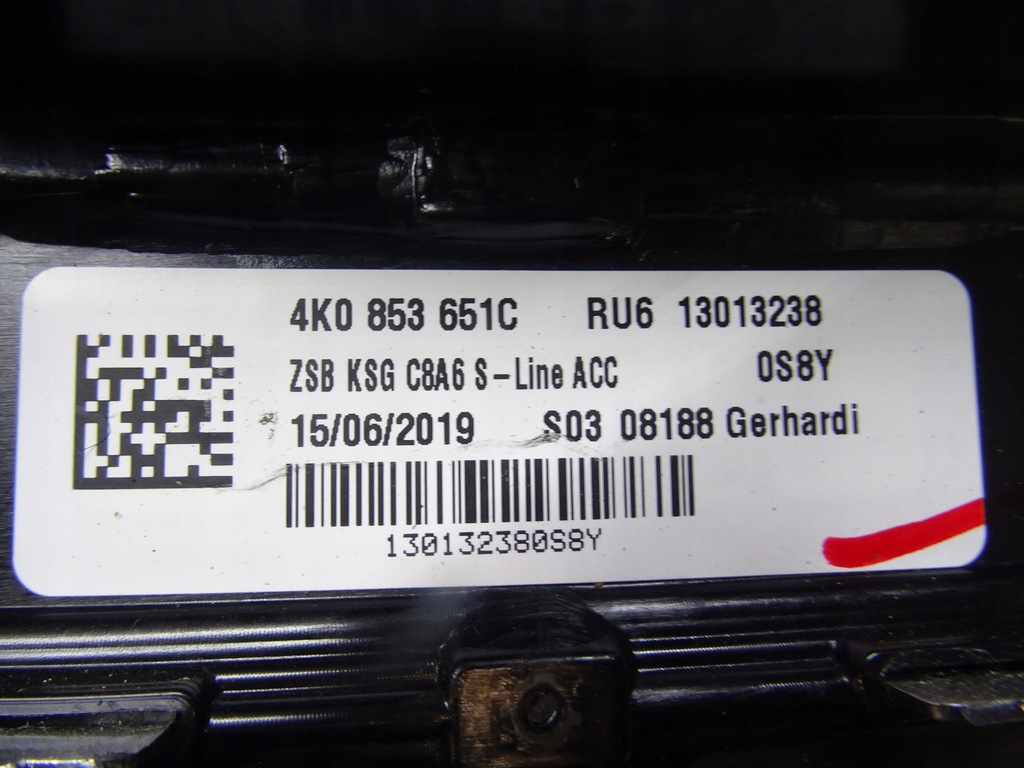 4K0 853 651C RU6 13013238
ZSB KSG C8A6 S-Line ACC 0S8Y
15/06/2019 S03 08188 Gerhardi
130132380S8Y